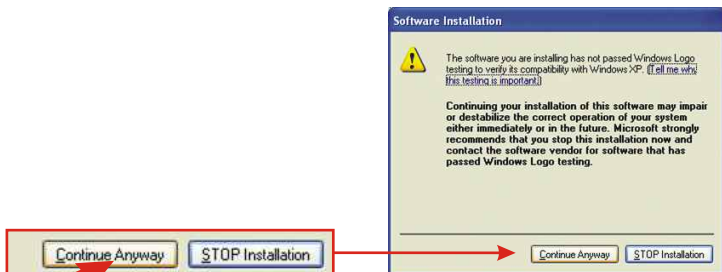 Software Installation
The software you are installing has not passed Windows Logo
testing to verify its compatibility with Windows XP. (Tell me why
this testing is important.)
Continuing your installation of this software may impair
or destabilize the correct operation of your system
either immediately or in the future. Microsoft strongly
recommends that you stop this installation now and
contact the software vendor for software that has
passed Windows Logo testing.
Continue Anyway STOP Installation
Continue Anyway STOP Installation